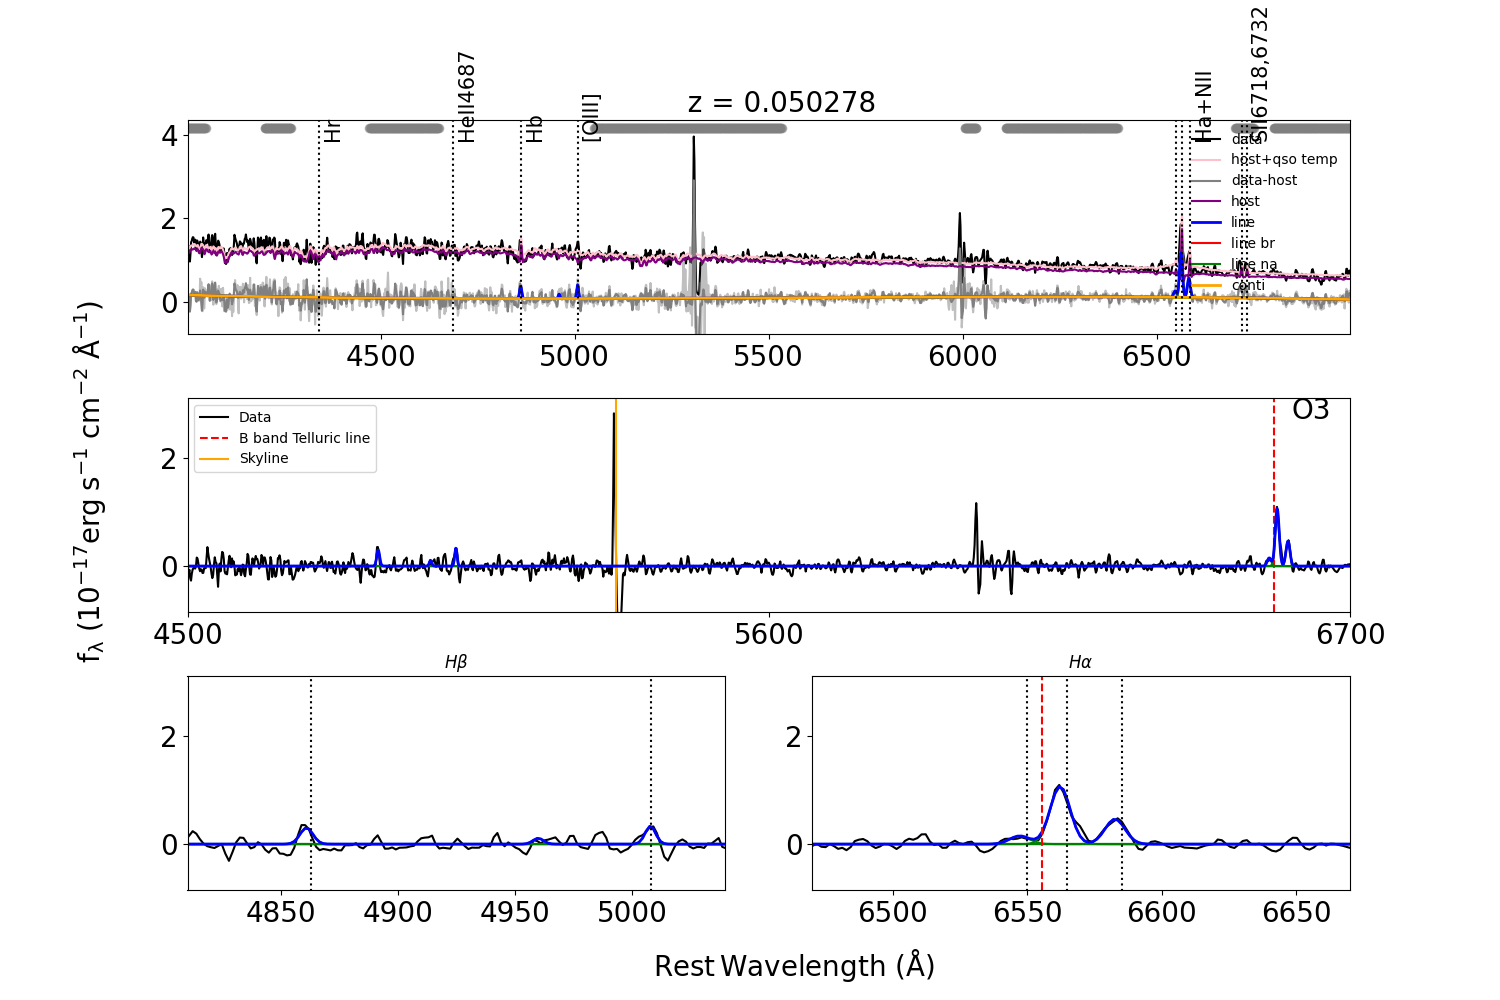 z = 0.050278
Hr
HeII4687
Hb
[OIII]
Ha+NII
SII6718,6732
4
2
0
data
host+qso temp
data-host
host
line
line br
line na
conti
4500 5000 5500 6000 6500
Data
B band Telluric line
Skyline
O3
2
0
4500 5600 6700
fλ (10−17erg s−1 cm−2 Å−1)
Hβ
2
0
4850 4900 4950 5000
Hα
2
0
6500 6550 6600 6650
Rest Wavelength (Å)